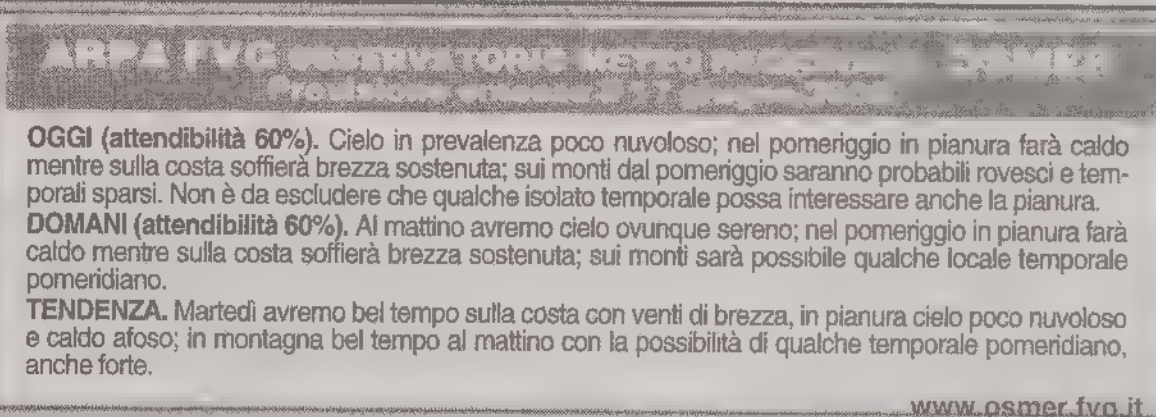 ARPA FVG OSSERVATORIO METEO
OGGI (attendibilità 60%). Cielo in prevalenza poco nuvoloso; nel pomeriggio in pianura farà caldo
mentre sulla costa soffierà brezza sostenuta; sui monti dal pomeriggio saranno probabili rovesci e tem-
porali sparsi. Non è da escludere che qualche isolato temporale possa interessare anche la pianura.
DOMANI (attendibilità 60%). Al mattino avremo cielo ovunque sereno; nel pomeriggio in pianura farà
caldo mentre sulla costa soffierà brezza sostenuta; sui monti sarà possibile qualche locale temporale
pomeridiano.
TENDENZA. Martedì avremo bel tempo sulla costa con venti di brezza, in pianura cielo poco nuvoloso
e caldo afoso; in montagna bel tempo al mattino con la possibilità di qualche temporale pomeridiano,
anche forte.
www.osmer.fvg.it